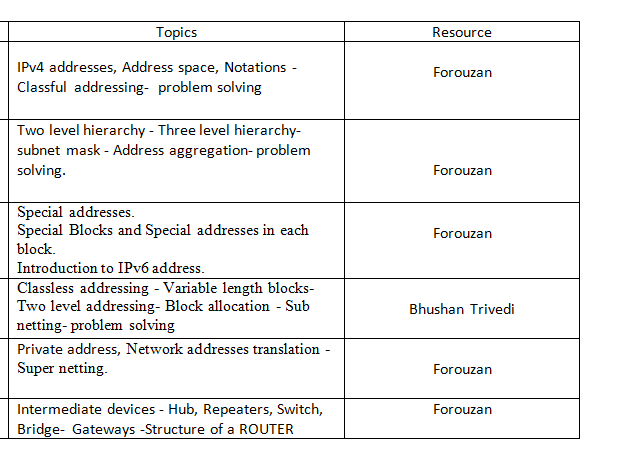 Topics Resource
IPv4 addresses, Address space, Notations -
Classful addressing-  problem solving
Forouzan
Two level hierarchy - Three level hierarchy-
subnet mask - Address aggregation- problem
solving.
Forouzan
Special addresses.
Special Blocks and Special addresses in each
block.
Introduction to IPv6 address.
Forouzan
Classless addressing - Variable length blocks-
Two level addressing- Block allocation - Sub
netting- problem solving
Bhushan Trivedi
Private address, Network addresses translation -
Super netting.
Forouzan
Intermediate devices - Hub, Repeaters, Switch,
Bridge-  Gateways -Structure of a ROUTER
Forouzan